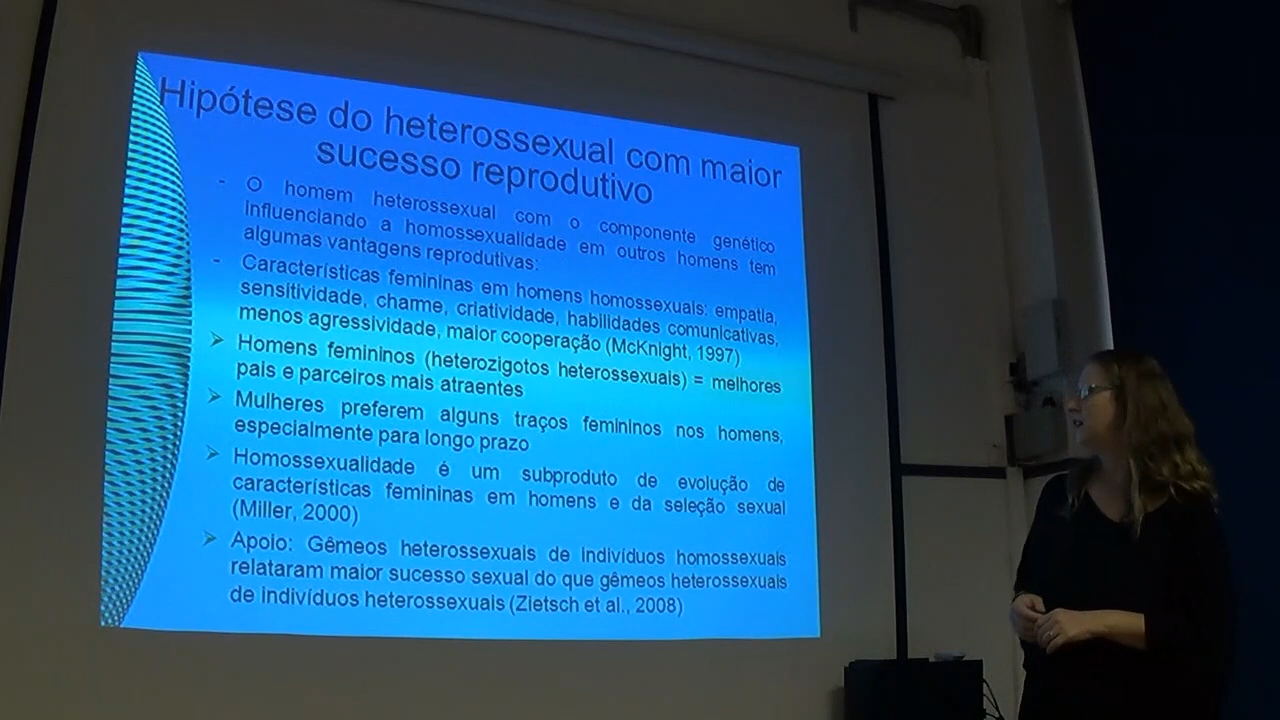 Hipótese do heterossexual com maior
sucesso reprodutivo
- O homem heterossexual com o componente genético
influenciando a homossexualidade em outros homens tem
algumas vantagens reprodutivas:
- Características femininas em homens homossexuais: empatia,
sensitividade, charme, criatividade, habilidades comunicativas,
menos agressividade, maior cooperação (McKnight, 1997)
➢ Homens femininos (heterozigotos heterossexuais) = melhores
pais e parceiros mais atraentes
➢ Mulheres preferem alguns traços femininos nos homens,
especialmente para longo prazo
➢ Homossexualidade é um subproduto de evolução de
características femininas em homens e da seleção sexual
(Miller, 2000)
➢ Apoio: Gêmeos heterossexuais de indivíduos homossexuais
relataram maior sucesso sexual do que gêmeos heterossexuais
de indivíduos heterossexuais (Zietsch et al., 2008)